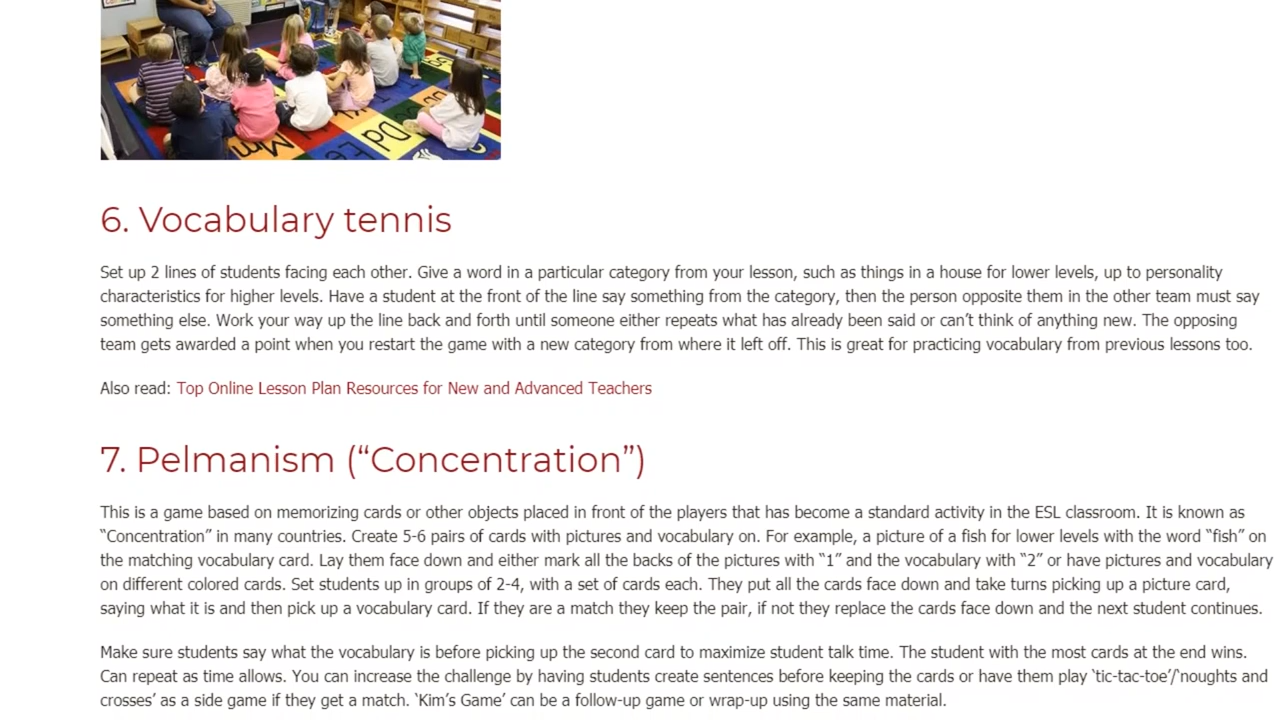 6. Vocabulary tennis
Set up 2 lines of students facing each other. Give a word in a particular category from your lesson, such as things in a house for lower levels, up to personality
characteristics for higher levels. Have a student at the front of the line say something from the category, then the person opposite them in the other team must say
something else. Work your way up the line back and forth until someone either repeats what has already been said or can’t think of anything new. The opposing
team gets awarded a point when you restart the game with a new category from where it left off. This is great for practicing vocabulary from previous lessons too.
Also read: Top Online Lesson Plan Resources for New and Advanced Teachers
7. Pelmanism (“Concentration”)
This is a game based on memorizing cards or other objects placed in front of the players that has become a standard activity in the ESL classroom. It is known as
“Concentration” in many countries. Create 5-6 pairs of cards with pictures and vocabulary on. For example, a picture of a fish for lower levels with the word “fish” on
the matching vocabulary card. Lay them face down and either mark all the backs of the pictures with “1” and the vocabulary with “2” or have pictures and vocabulary
on different colored cards. Set students up in groups of 2-4, with a set of cards each. They put all the cards face down and take turns picking up a picture card,
saying what it is and then pick up a vocabulary card. If they are a match they keep the pair, if not they replace the cards face down and the next student continues.
Make sure students say what the vocabulary is before picking up the second card to maximize student talk time. The student with the most cards at the end wins.
Can repeat as time allows. You can increase the challenge by having students create sentences before keeping the cards or have them play ‘tic-tac-toe’/‘noughts and
crosses’ as a side game if they get a match. ‘Kim’s Game’ can be a follow-up game or wrap-up using the same material.